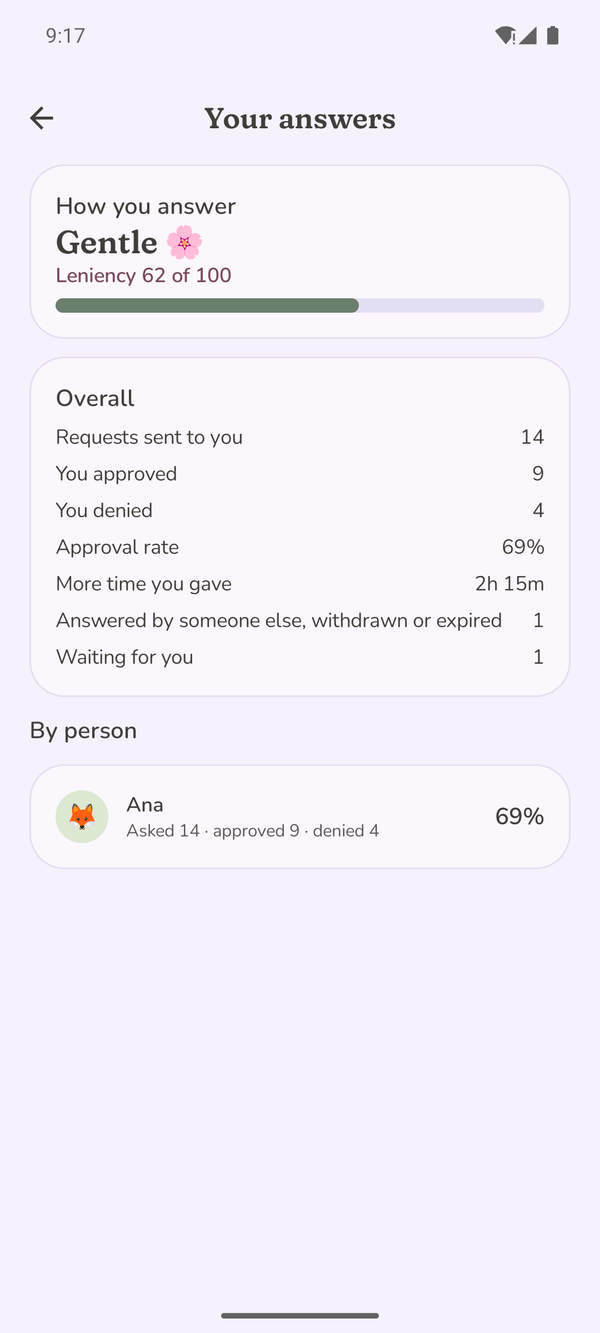 9:17
Your answers
How you answer
Gentle 🌸
Leniency 62 of 100
Overall
Requests sent to you 14
You approved 9
You denied 4
Approval rate 69%
More time you gave 2h 15m
Answered by someone else, withdrawn or expired 1
Waiting for you 1
By person
Ana
Asked 14 · approved 9 · denied 4
69%